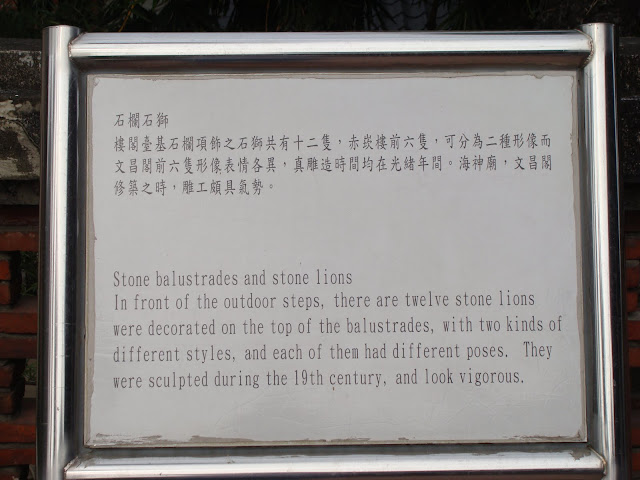 石欄石獅
樓閣臺基石欄項飾之石獅共有十二隻，赤崁樓前六隻，可分為二種形像而
文昌閣前六隻形像表情各異，真雕造時間均在光緒年間。海神廟，文昌閣
修築之時，雕工頗具氣勢。
Stone balustrades and stone lions
In front of the outdoor steps, there are twelve stone lions
were decorated on the top of the balustrades, with two kinds of
different styles, and each of them had different poses. They
were sculpted during the 19th century, and look vigorous.